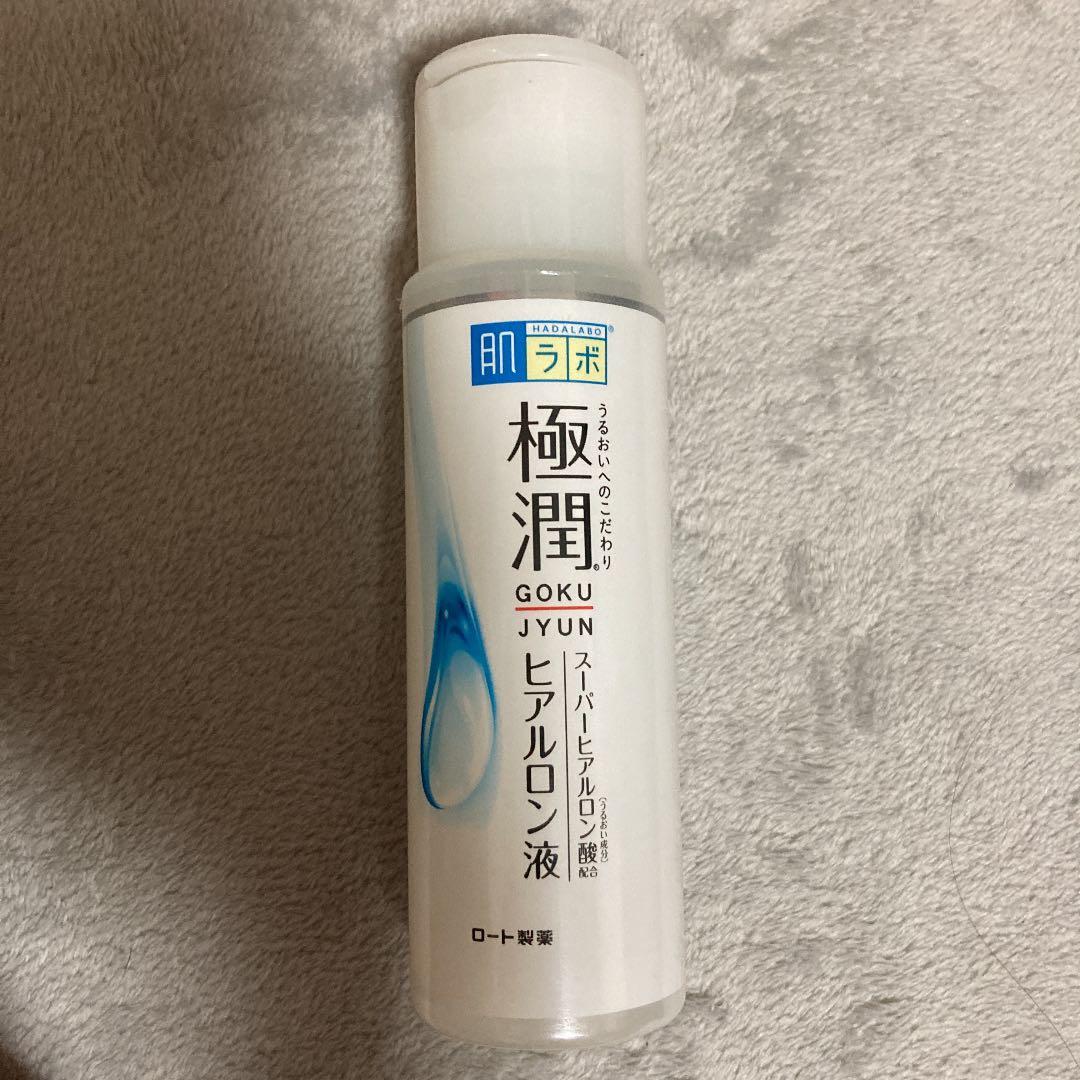 HADALABO®
肌ラボ
うるおいへのこだわり
極潤®
GOKU
JYUN
スーパーヒアルロン酸
(うるおい成分)
配合
ヒアルロン液
ロート製薬